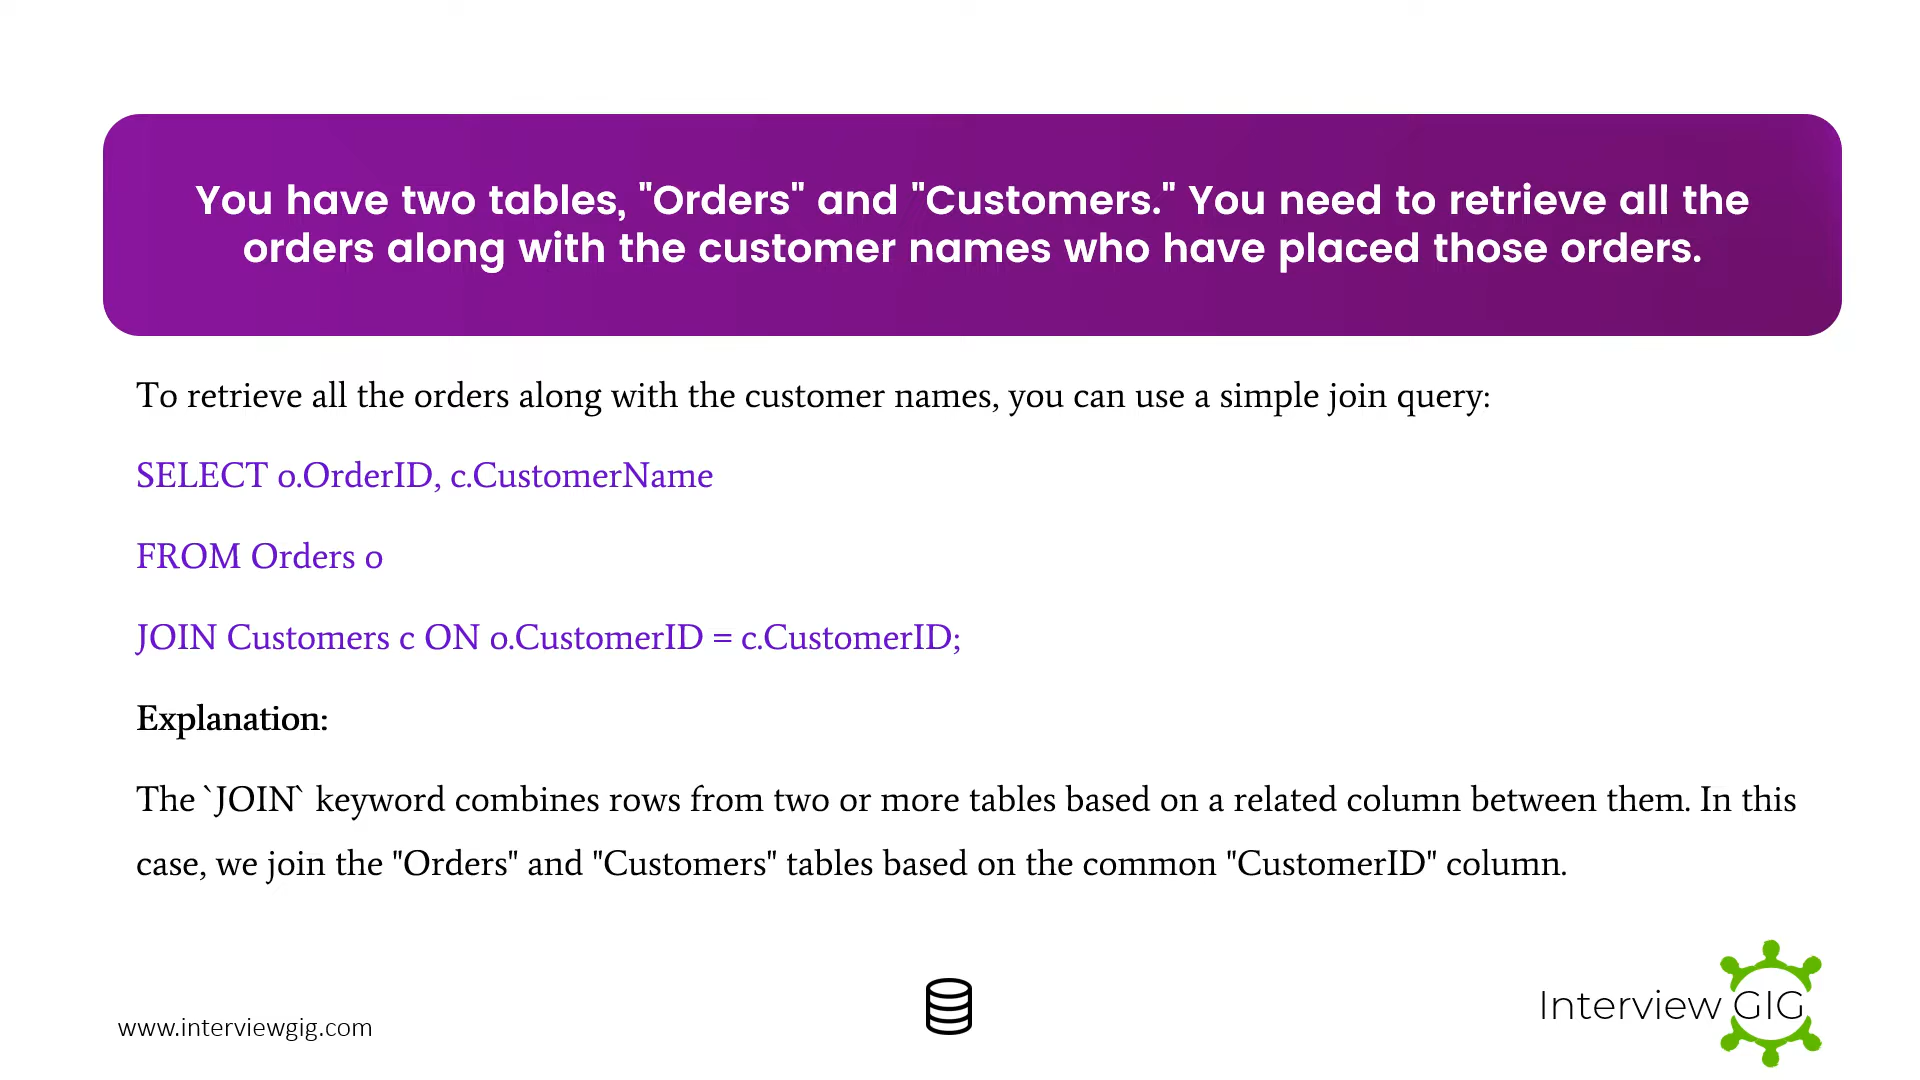 You have two tables, "Orders" and "Customers." You need to retrieve all the
orders along with the customer names who have placed those orders.
To retrieve all the orders along with the customer names, you can use a simple join query:
SELECT o.OrderID, c.CustomerName
FROM Orders o
JOIN Customers c ON o.CustomerID = c.CustomerID;
Explanation:
The `JOIN` keyword combines rows from two or more tables based on a related column between them. In this
case, we join the "Orders" and "Customers" tables based on the common "CustomerID" column.
www.interviewgig.com
Interview GIG